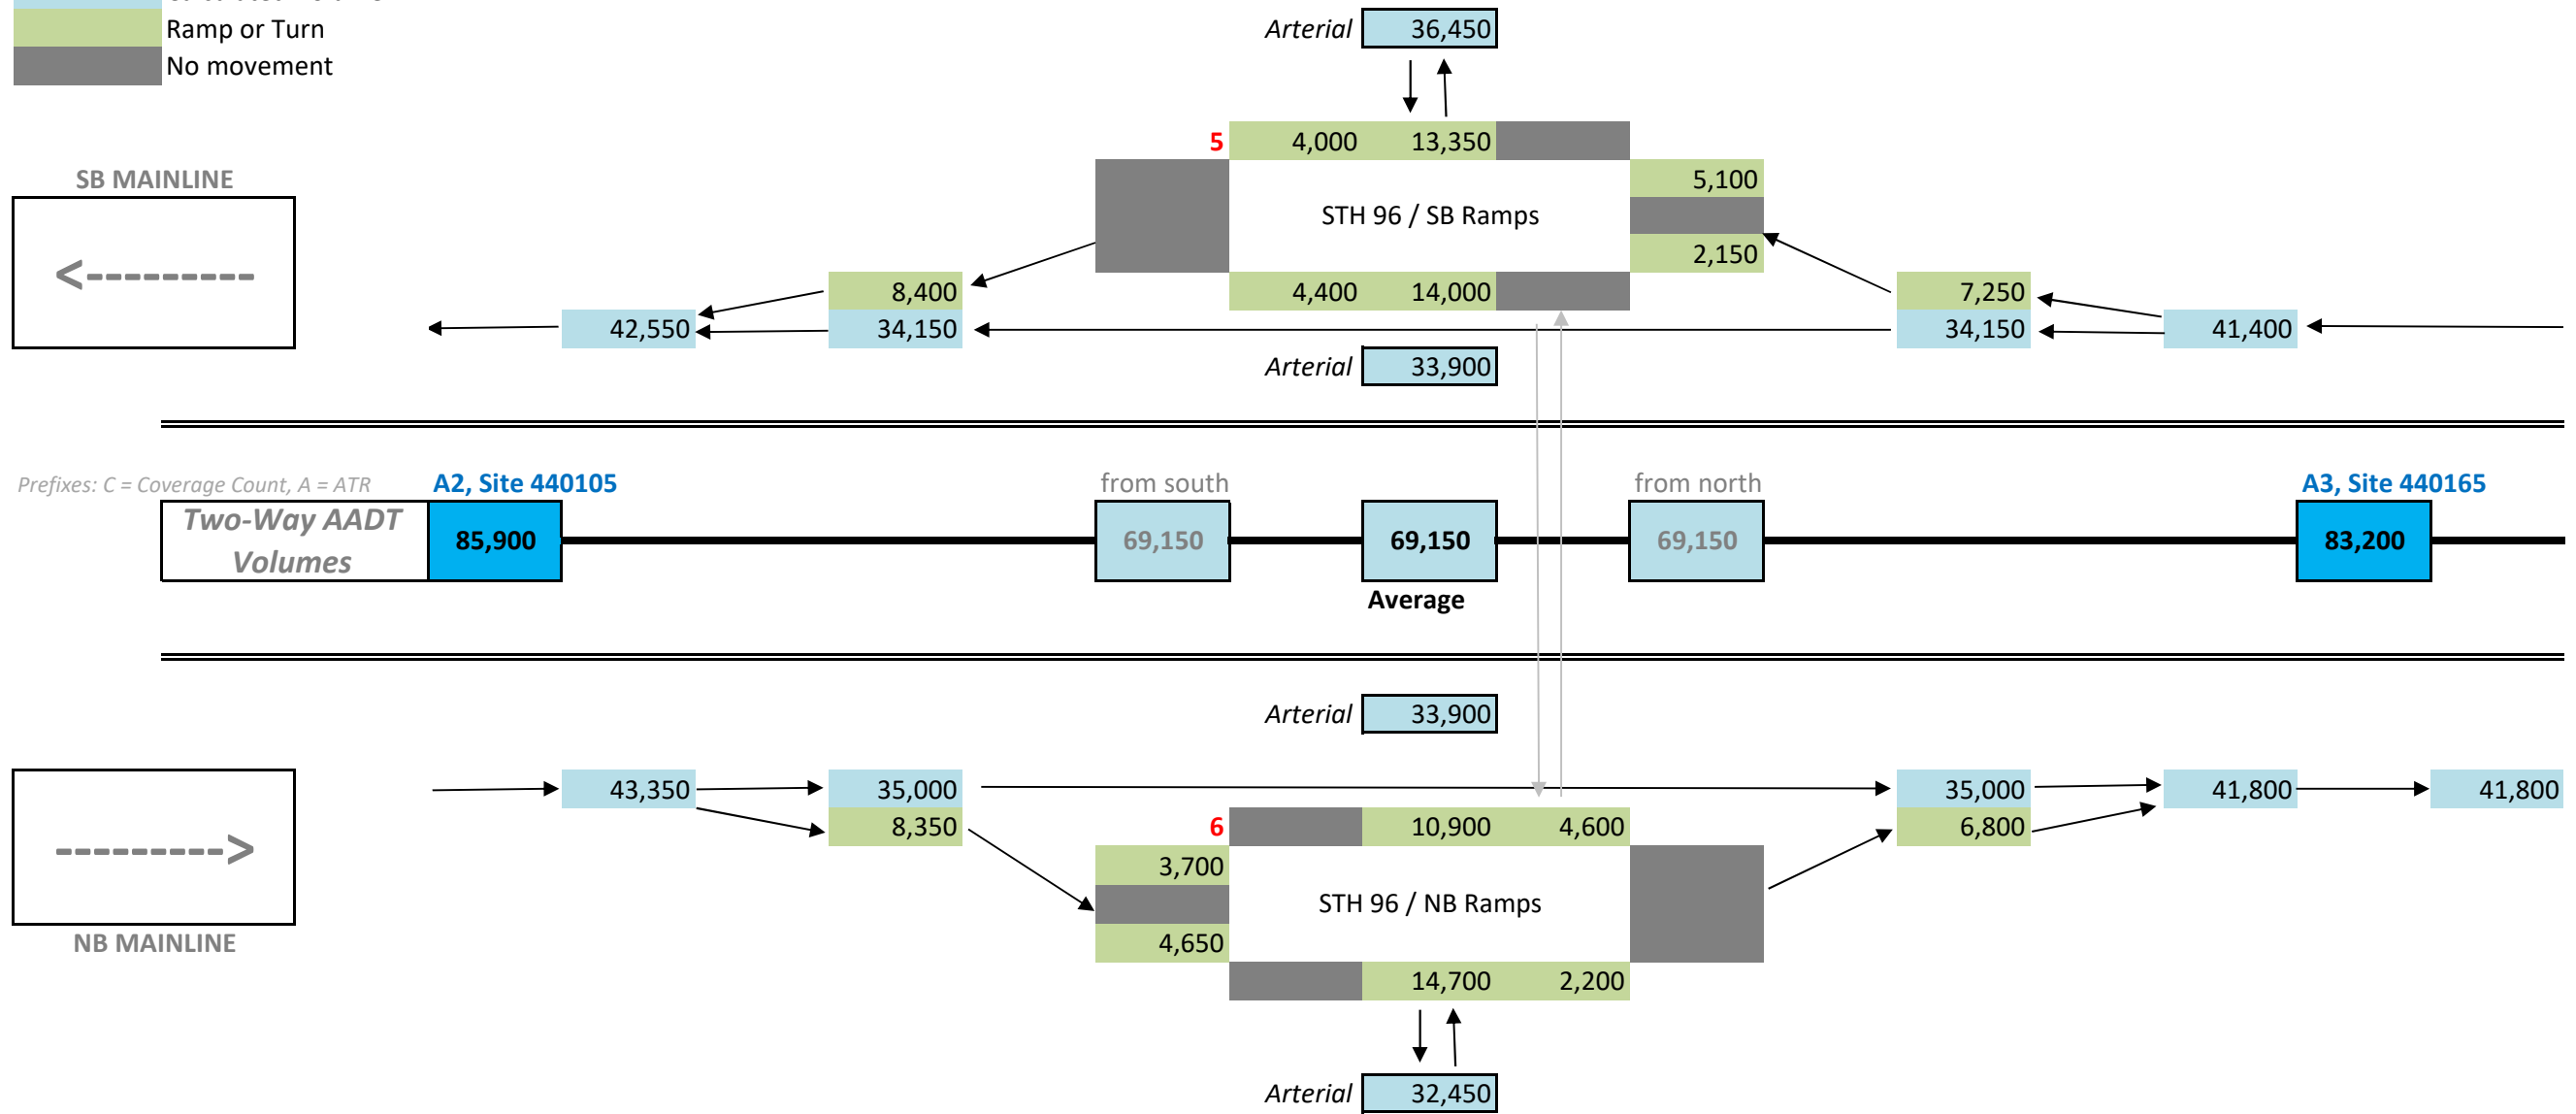 Ramp or Turn
No movement
Arterial 36,450
5 4,000 13,350
SB MAINLINE
5,100
STH 96 / SB Ramps
<---------
2,150
8,400 4,400 14,000 7,250
42,550 34,150 34,150 41,400
Arterial 33,900
Prefixes: C = Coverage Count, A = ATR A2, Site 440105 from south from north A3, Site 440165
Two-Way AADT
Volumes
85,900 69,150 69,150 69,150 83,200
Average
Arterial 33,900
43,350 35,000 35,000 41,800 41,800
8,350 6 10,900 4,600 6,800
3,700
--------->
STH 96 / NB Ramps
NB MAINLINE
4,650
14,700 2,200
Arterial 32,450